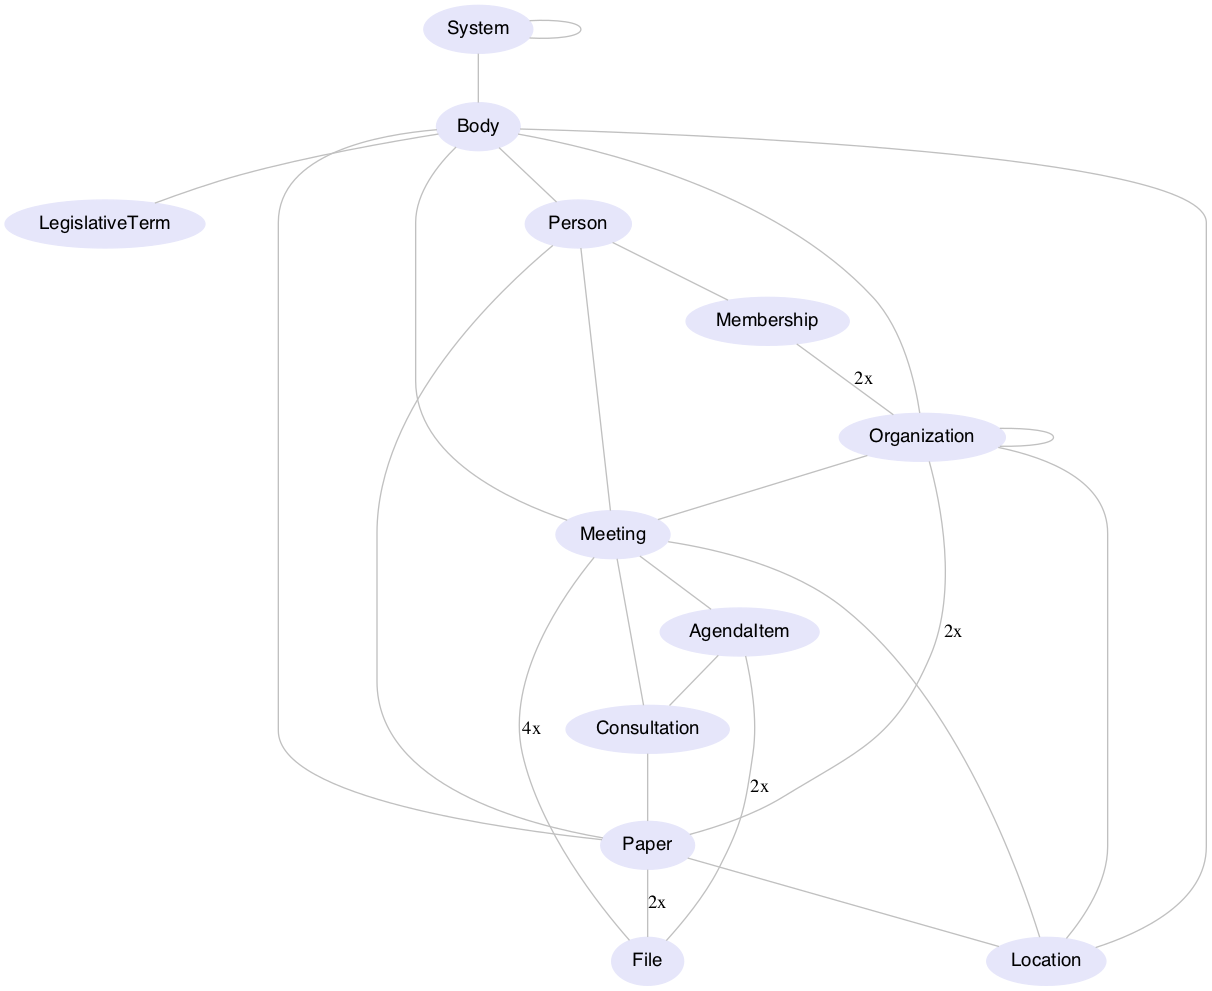 System
Body
LegislativeTerm
Person
Membership
2x
Organization
Meeting
AgendaItem
2x
Consultation
4x
2x
Paper
2x
File
Location